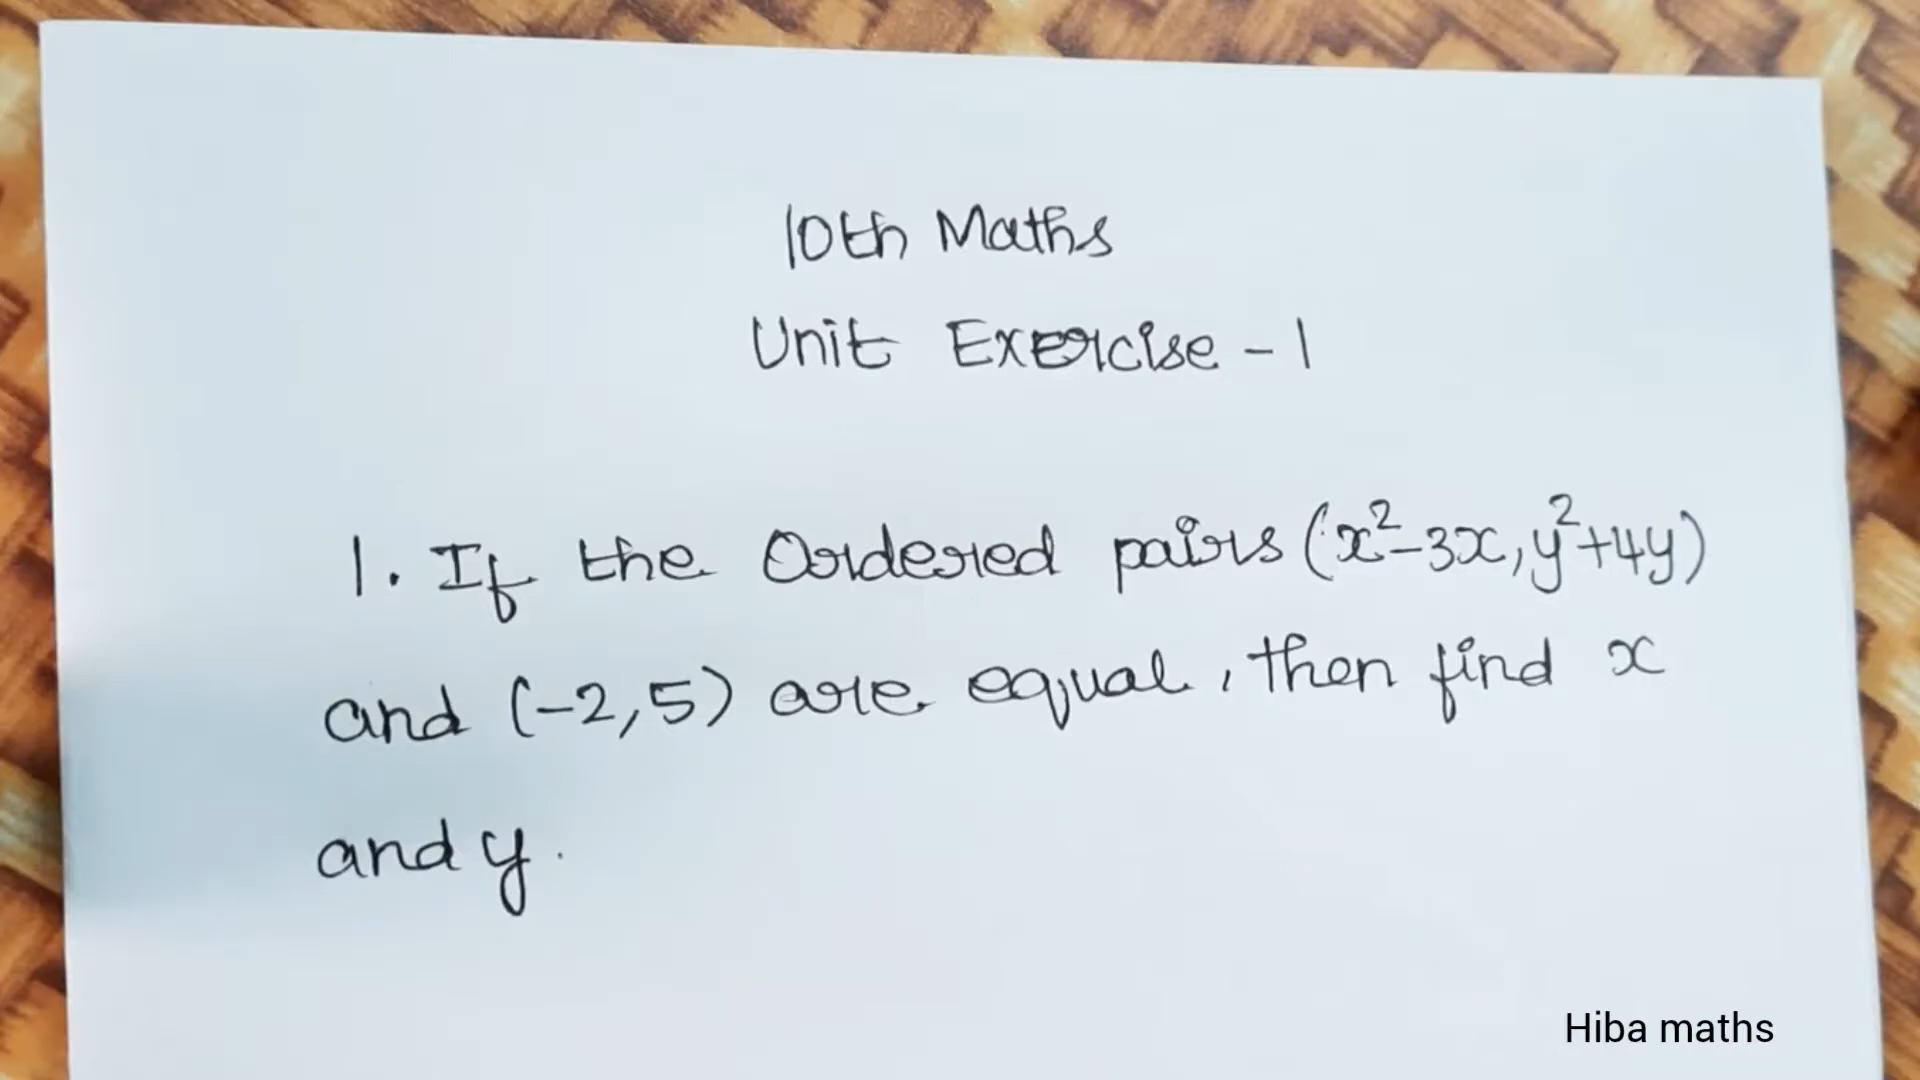 10th Maths
Unit Exercise - 1
1. If the Ordered pairs (x²-3x, y²+4y)
and (-2,5) are equal, then find x
and y.
Hiba maths